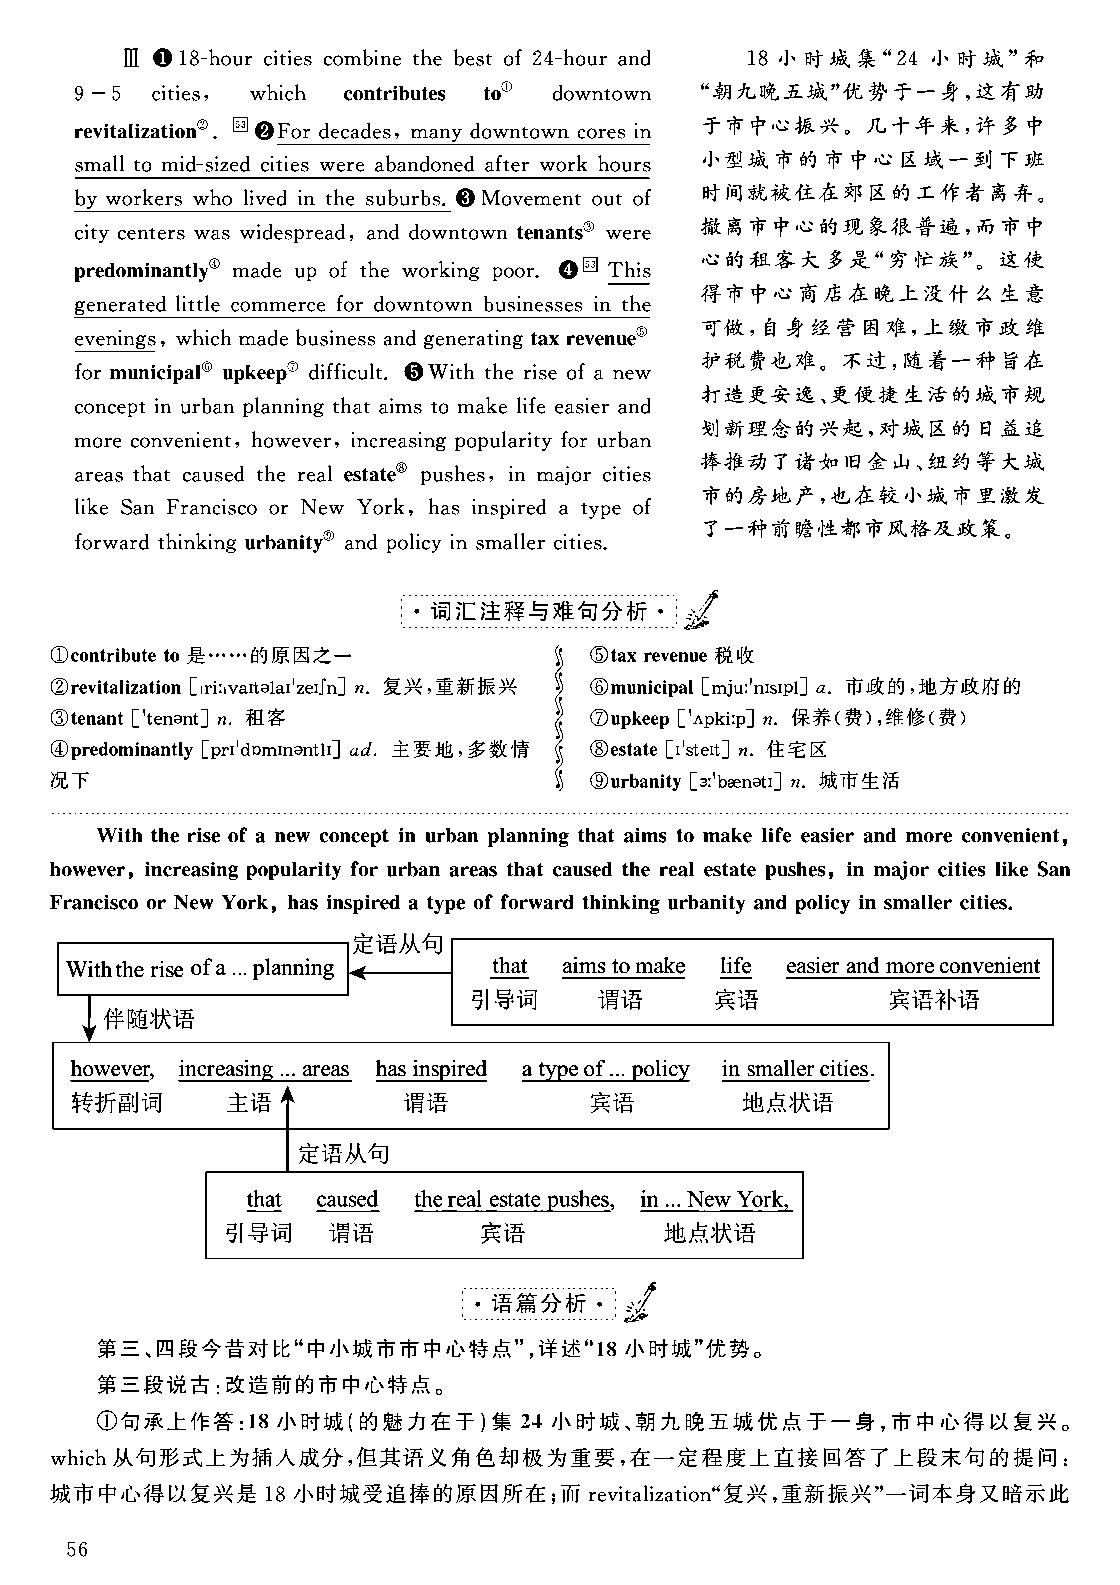 Ⅲ ❶18-hour cities combine the best of 24-hour and
9-5 cities, which contributes to① downtown
revitalization②. 53 ❷For decades, many downtown cores in
small to mid-sized cities were abandoned after work hours
by workers who lived in the suburbs. ❸Movement out of
city centers was widespread, and downtown tenants③ were
predominantly④ made up of the working poor. ❹53 This
generated little commerce for downtown businesses in the
evenings, which made business and generating tax revenue⑤
for municipal⑥ upkeep⑦ difficult. ❺With the rise of a new
concept in urban planning that aims to make life easier and
more convenient, however, increasing popularity for urban
areas that caused the real estate⑧ pushes, in major cities
like San Francisco or New York, has inspired a type of
forward thinking urbanity⑨ and policy in smaller cities.
18 小时城集“24 小时城”和
“朝九晚五城”优势于一身,这有助
于市中心振兴。几十年来,许多中
小型城市的市中心区域一到下班
时间就被住在郊区的工作者离弃。
撤离市中心的现象很普遍,而市中
心的租客大多是“穷忙族”。这使
得市中心商店在晚上没什么生意
可做,自身经营困难,上缴市政维
护税费也难。不过,随着一种旨在
打造更安逸、更便捷生活的城市规
划新理念的兴起,对城区的日益追
捧推动了诸如旧金山、纽约等大城
市的房地产,也在较小城市里激发
了一种前瞻性都市风格及政策。
·词汇注释与难句分析·
①contribute to 是……的原因之一
②revitalization [ˌriːˌvaɪtəlaɪˈzeɪʃn] n. 复兴,重新振兴
③tenant [ˈtenənt] n. 租客
④predominantly [prɪˈdɒmɪnəntlɪ] ad. 主要地,多数情
况下
⑤tax revenue 税收
⑥municipal [mjuːˈnɪsɪpl] a. 市政的,地方政府的
⑦upkeep [ˈʌpkiːp] n. 保养(费),维修(费)
⑧estate [ɪˈsteɪt] n. 住宅区
⑨urbanity [ɜːˈbænətɪ] n. 城市生活
With the rise of a new concept in urban planning that aims to make life easier and more convenient,
however, increasing popularity for urban areas that caused the real estate pushes, in major cities like San
Francisco or New York, has inspired a type of forward thinking urbanity and policy in smaller cities.
With the rise of a ... planning
定语从句
that aims to make life easier and more convenient
引导词 谓语 宾语 宾语补语
伴随状语
however, increasing ... areas has inspired a type of ... policy in smaller cities.
转折副词 主语 谓语 宾语 地点状语
定语从句
that caused the real estate pushes, in ... New York,
引导词 谓语 宾语 地点状语
·语篇分析·
第三、四段今昔对比“中小城市市中心特点”,详述“18 小时城”优势。
第三段说古:改造前的市中心特点。
①句承上作答:18 小时城(的魅力在于)集 24 小时城、朝九晚五城优点于一身,市中心得以复兴。
which 从句形式上为插入成分,但其语义角色却极为重要,在一定程度上直接回答了上段末句的提问:
城市中心得以复兴是 18 小时城受追捧的原因所在;而 revitalization“复兴,重新振兴”一词本身又暗示此
56